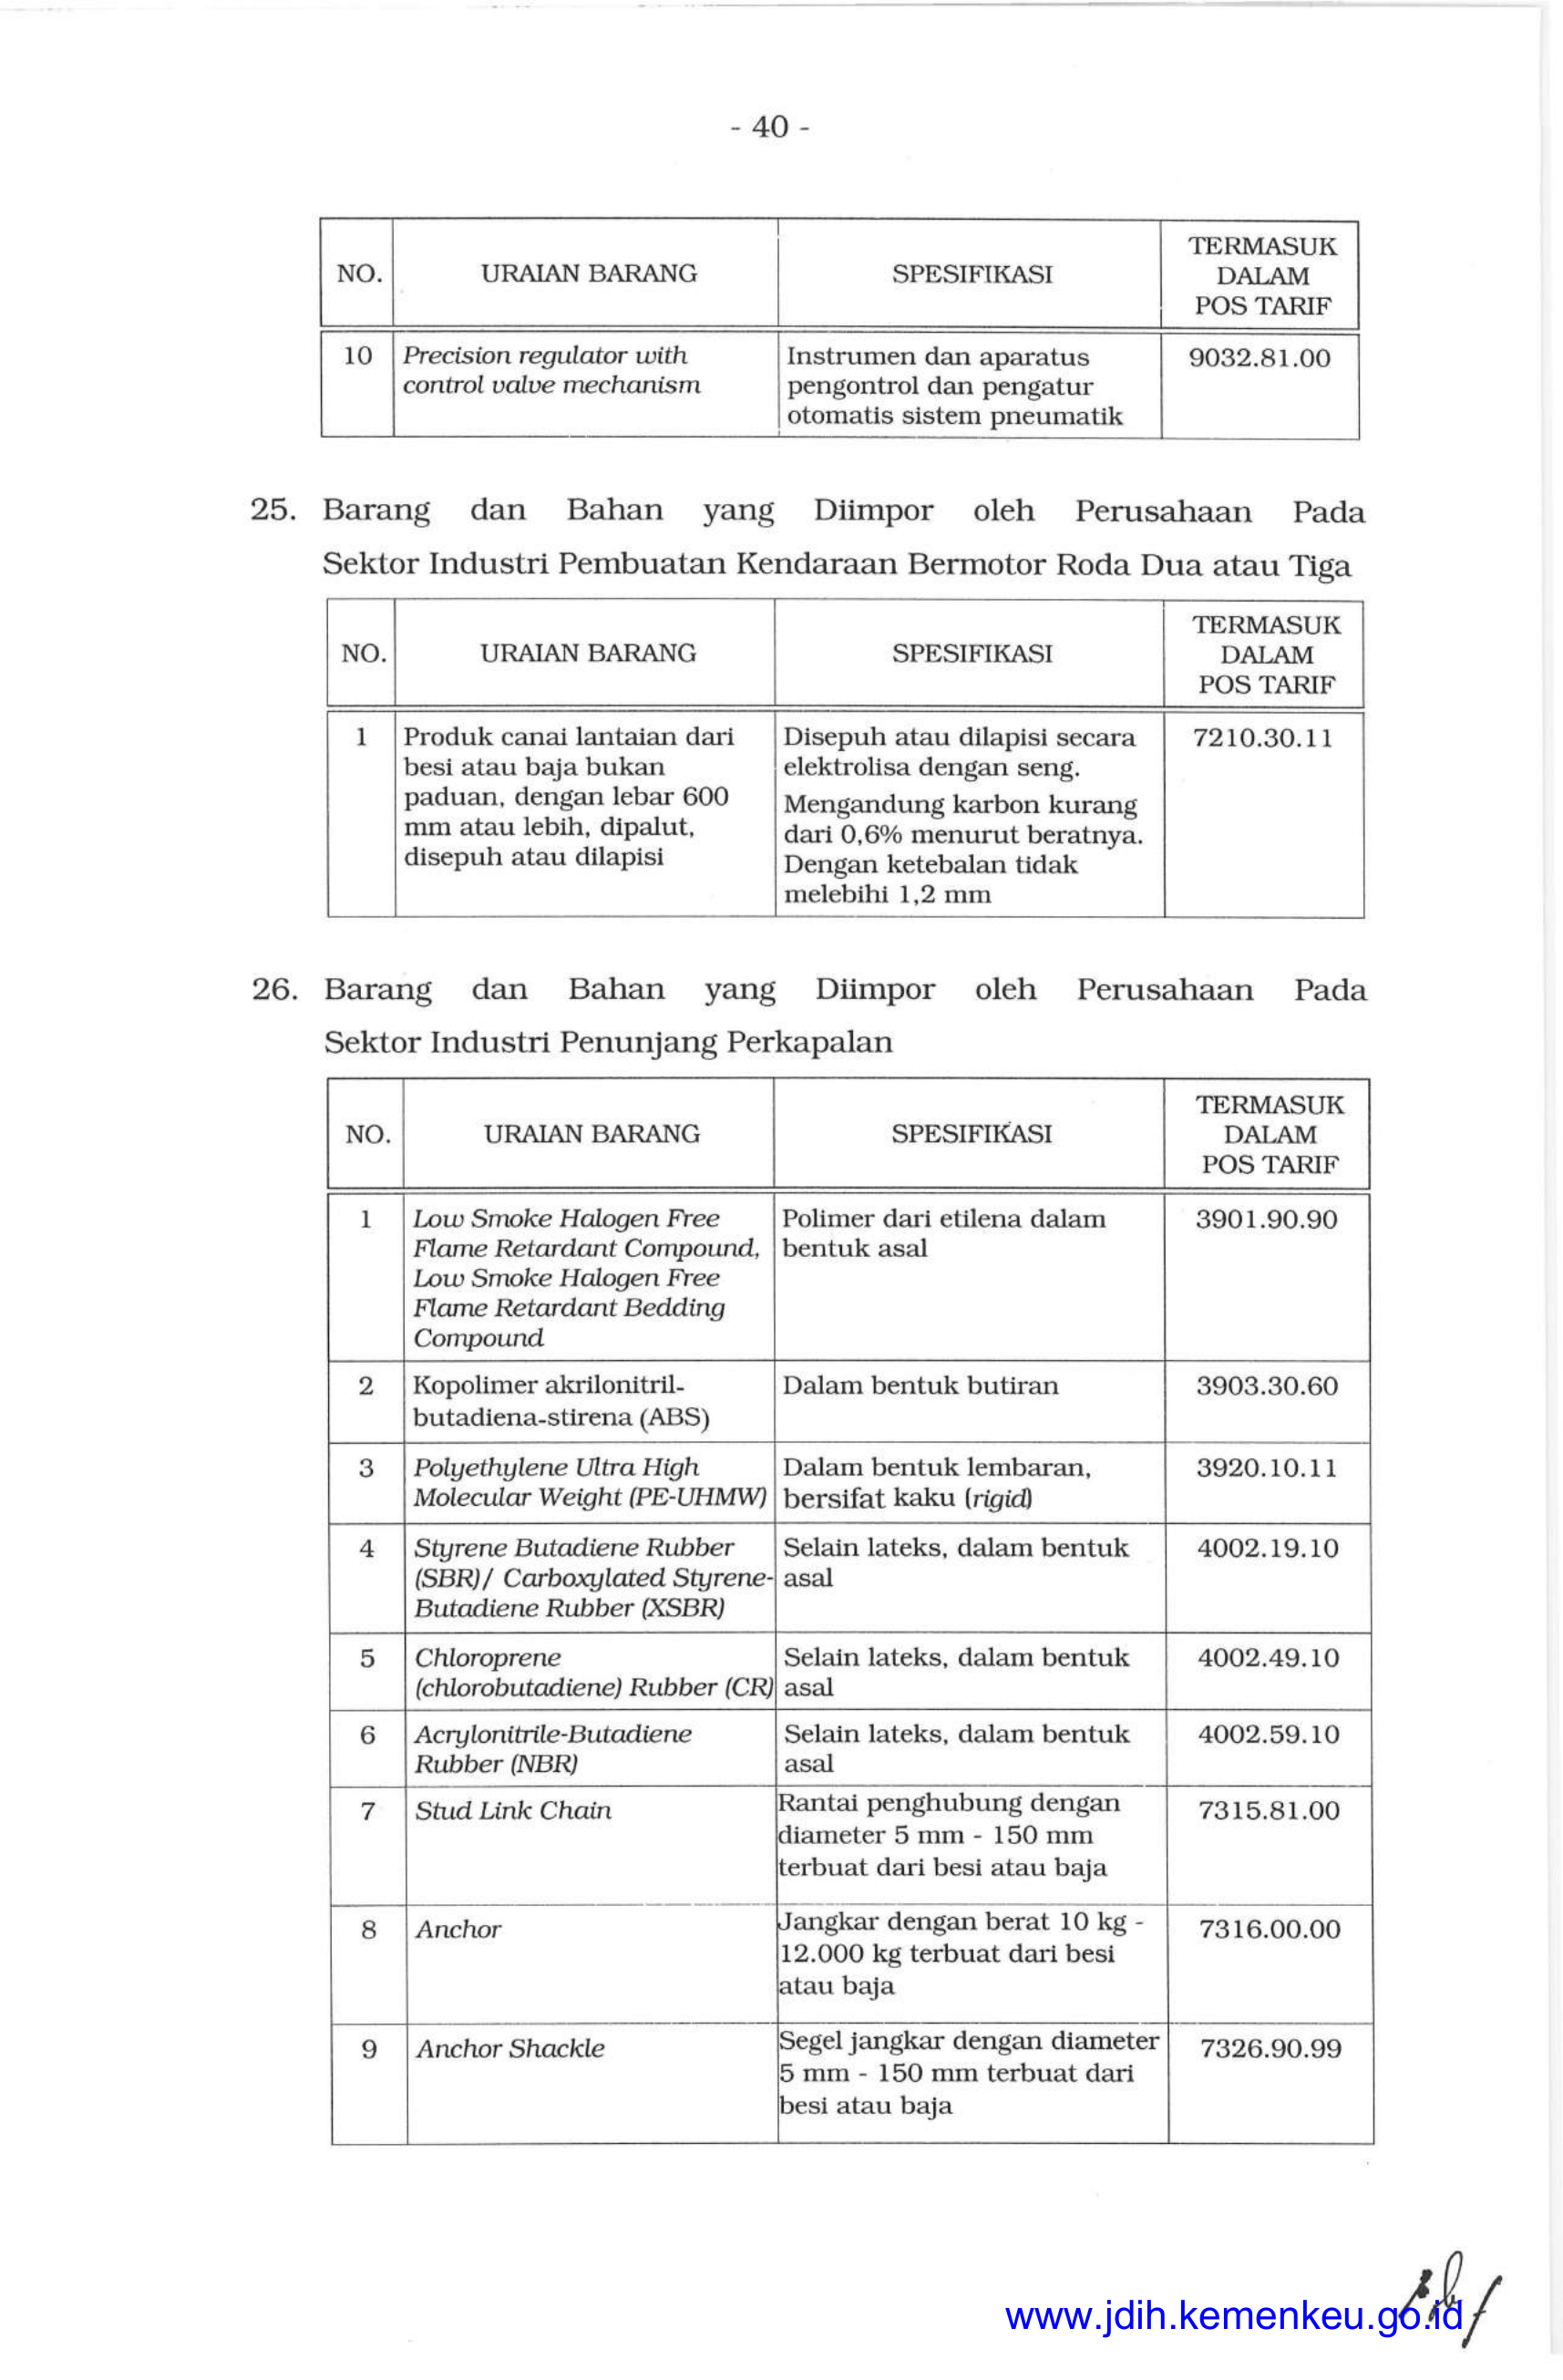 - 40 -
NO.
URAIAN BARANG
SPESIFIKASI
TERMASUK
DALAM
POS TARIF
10
Precision regulator with
control valve mechanism
Instrumen dan aparatus
pengontrol dan pengatur
otomatis sistem pneumatik
9032.81.00
25. Barang dan Bahan yang Diimpor oleh Perusahaan Pada
Sektor Industri Pembuatan Kendaraan Bermotor Roda Dua atau Tiga
NO.
URAIAN BARANG
SPESIFIKASI
TERMASUK
DALAM
POS TARIF
1
Produk canai lantaian dari
besi atau baja bukan
paduan, dengan lebar 600
mm atau lebih, dipalut,
disepuh atau dilapisi
Disepuh atau dilapisi secara
elektrolisa dengan seng.
Mengandung karbon kurang
dari 0,6% menurut beratnya.
Dengan ketebalan tidak
melebihi 1,2 mm
7210.30.11
26. Barang dan Bahan yang Diimpor oleh Perusahaan Pada
Sektor Industri Penunjang Perkapalan
NO.
URAIAN BARANG
SPESIFIKASI
TERMASUK
DALAM
POS TARIF
1
Low Smoke Halogen Free
Flame Retardant Compound,
Low Smoke Halogen Free
Flame Retardant Bedding
Compound
Polimer dari etilena dalam
bentuk asal
3901.90.90
2
Kopolimer akrilonitril-
butadiena-stirena (ABS)
Dalam bentuk butiran
3903.30.60
3
Polyethylene Ultra High
Molecular Weight (PE-UHMW)
Dalam bentuk lembaran,
bersifat kaku (rigid)
3920.10.11
4
Styrene Butadiene Rubber
(SBR)/ Carboxylated Styrene-
Butadiene Rubber (XSBR)
Selain lateks, dalam bentuk
asal
4002.19.10
5
Chloroprene
(chlorobutadiene) Rubber (CR)
Selain lateks, dalam bentuk
asal
4002.49.10
6
Acrylonitrile-Butadiene
Rubber (NBR)
Selain lateks, dalam bentuk
asal
4002.59.10
7
Stud Link Chain
Rantai penghubung dengan
diameter 5 mm - 150 mm
terbuat dari besi atau baja
7315.81.00
8
Anchor
Jangkar dengan berat 10 kg -
12.000 kg terbuat dari besi
atau baja
7316.00.00
9
Anchor Shackle
Segel jangkar dengan diameter
5 mm - 150 mm terbuat dari
besi atau baja
7326.90.99
www.jdih.kemenkeu.go.id